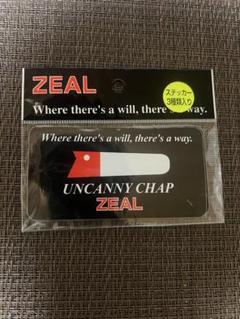 ZEAL
Where there's a will, there's a way.
ステッカー
3種類入り
Where there's a will, there's a way.
UNCANNY CHAP
ZEAL